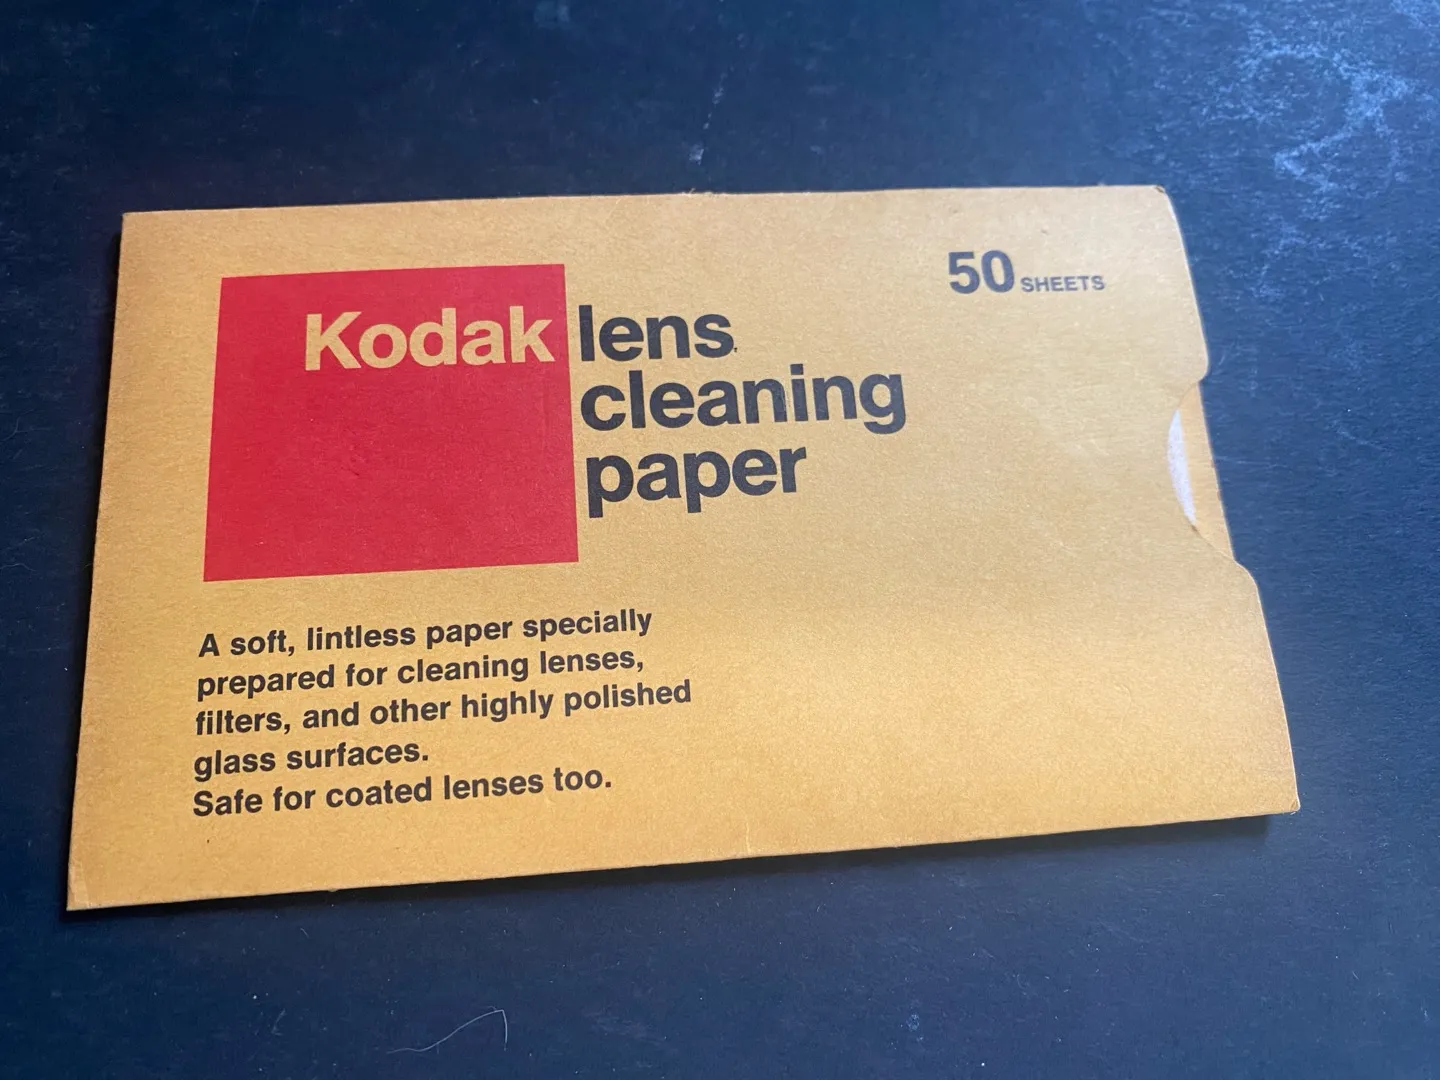 50 SHEETS
Kodak lens
cleaning
paper
A soft, lintless paper specially
prepared for cleaning lenses,
filters, and other highly polished
glass surfaces.
Safe for coated lenses too.